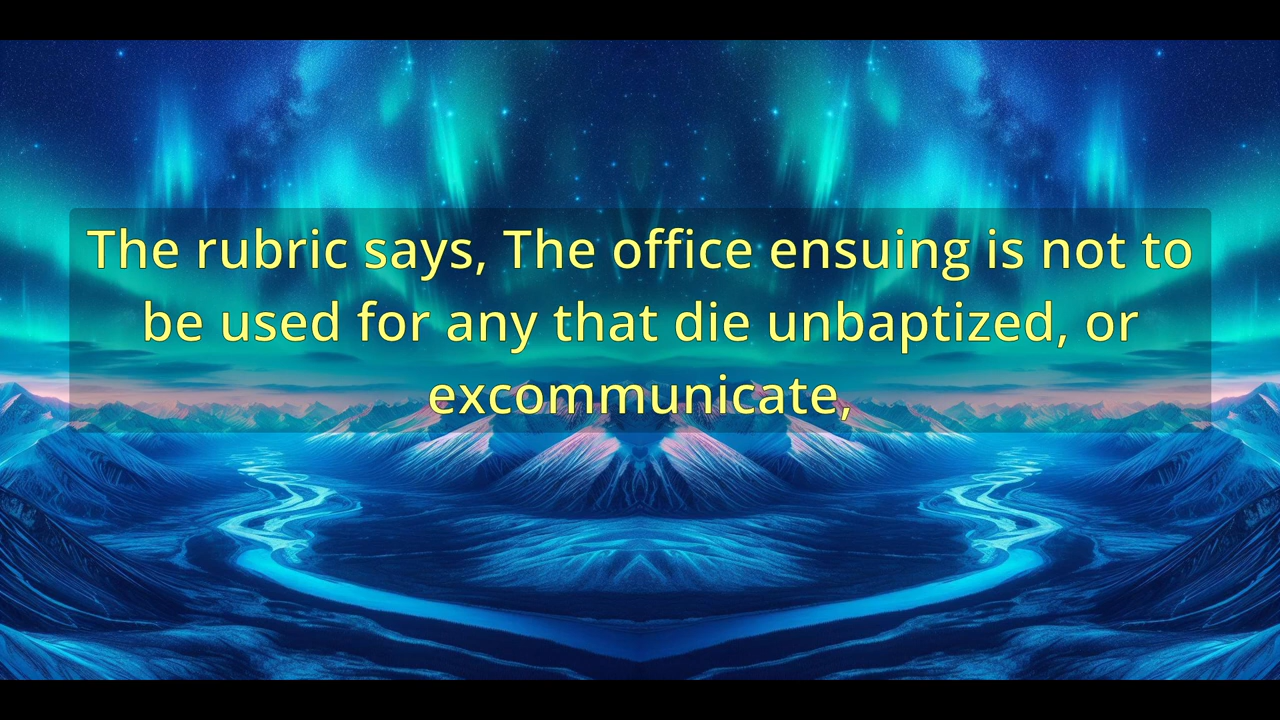 The rubric says, The office ensuing is not to
be used for any that die unbaptized, or
excommunicate,